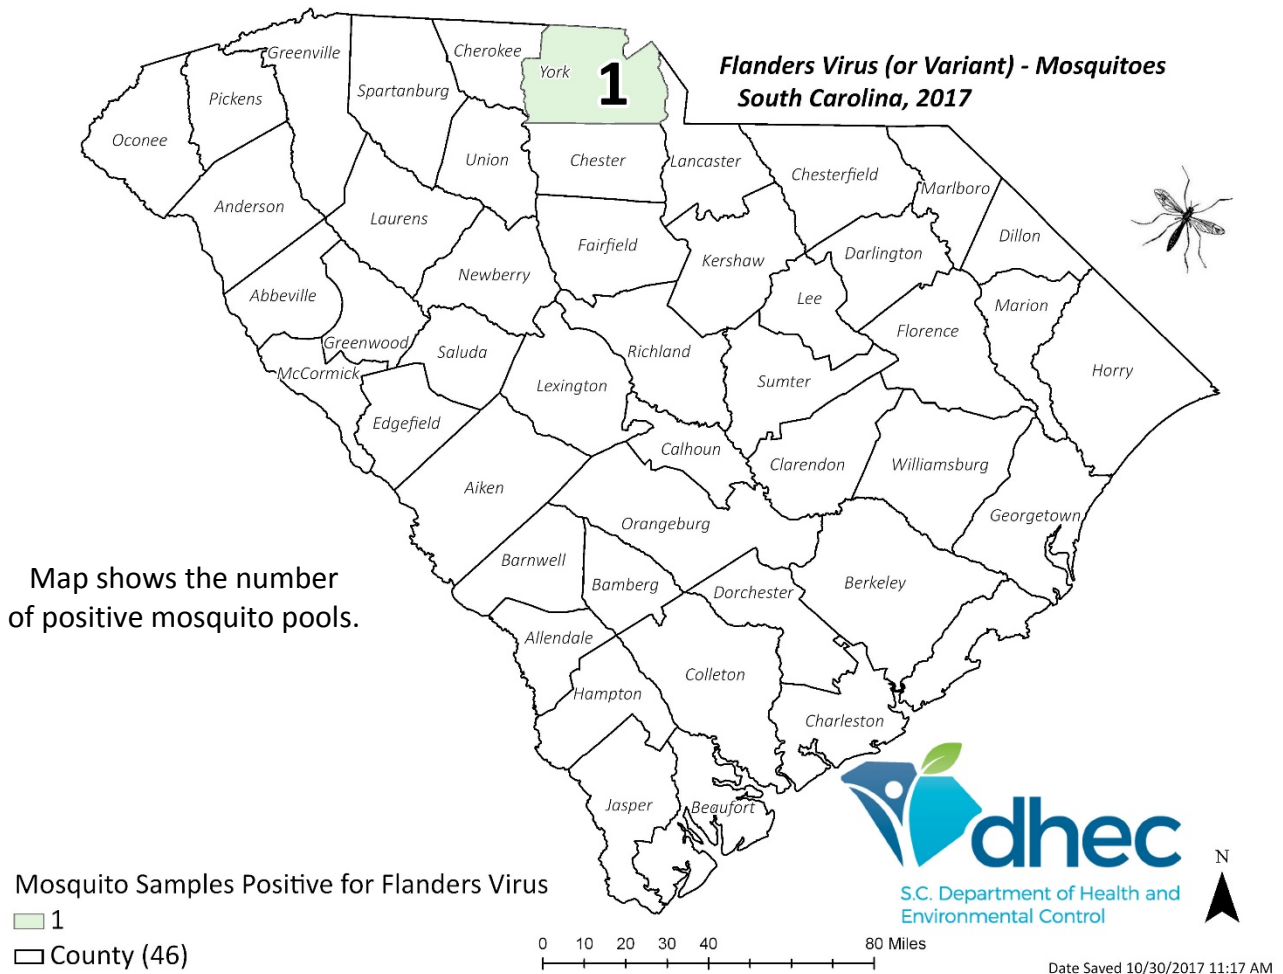 Flanders Virus (or Variant) - Mosquitoes
South Carolina, 2017
Cherokee
Greenville
York
1
Spartanburg
Pickens
Oconee
Union
Chester
Lancaster
Chesterfield
Marlboro
Anderson
Laurens
Dillon
Fairfield
Darlington
Kershaw
Newberry
Abbeville
Lee
Marion
Florence
Greenwood
Saluda
Richland
Horry
McCormick
Lexington
Sumter
Edgefield
Calhoun
Clarendon
Williamsburg
Aiken
Georgetown
Orangeburg
Barnwell
Bamberg
Berkeley
Dorchester
Map shows the number
of positive mosquito pools.
Allendale
Colleton
Hampton
Charleston
Jasper
Beaufort
dhec
S.C. Department of Health and
Environmental Control
N
Mosquito Samples Positive for Flanders Virus
1
County (46)
0 10 20 30 40 80 Miles
Date Saved 10/30/2017 11:17 AM